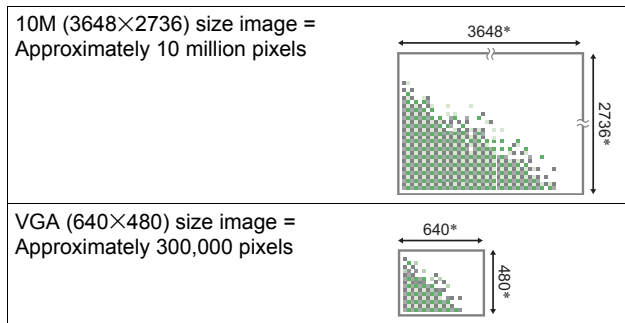 10M (3648×2736) size image =
Approximately 10 million pixels
3648*
2736*
VGA (640×480) size image =
Approximately 300,000 pixels
640*
480*